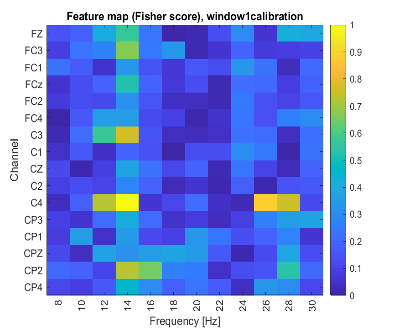 Feature map (Fisher score), window1calibration
FZ
FC3
FC1
FCz
FC2
FC4
C3
C1
CZ
C2
C4
CP3
CP1
CPZ
CP2
CP4
Channel
8 10 12 14 16 18 20 22 24 26 28 30
Frequency [Hz]
1
0.9
0.8
0.7
0.6
0.5
0.4
0.3
0.2
0.1
0